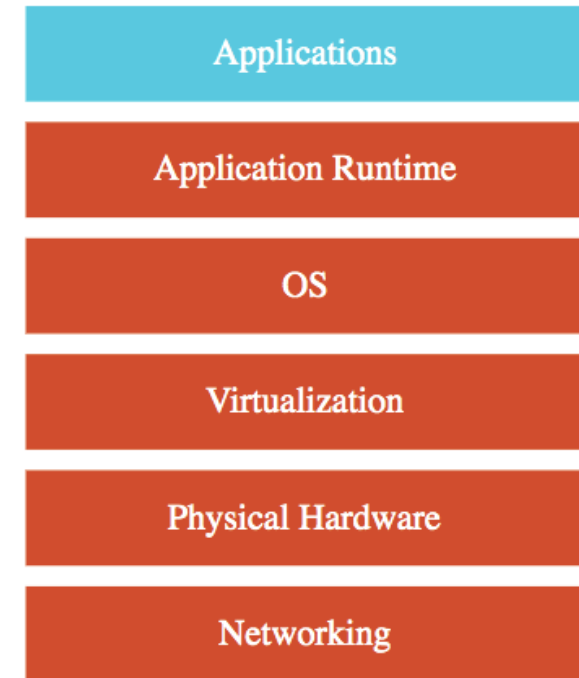 Applications
Application Runtime
OS
Virtualization
Physical Hardware
Networking